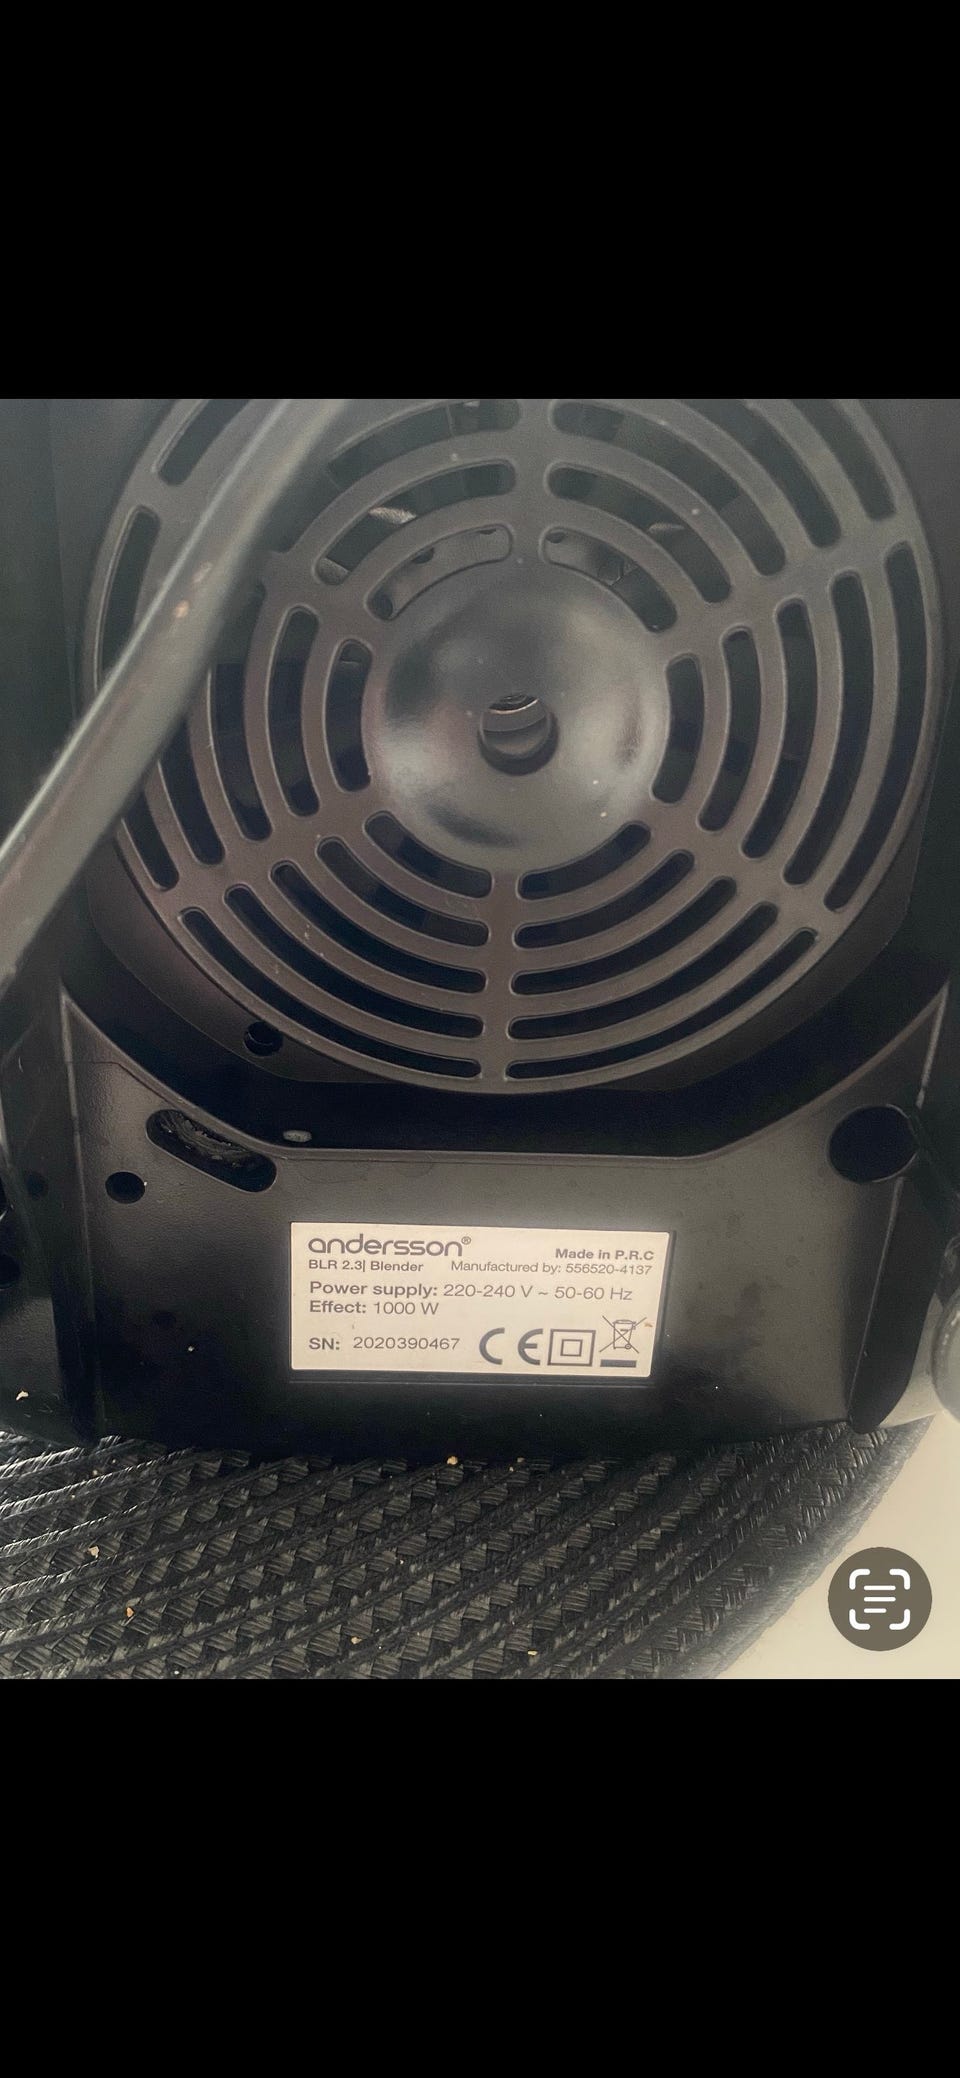 andersson®
Made in P.R.C
BLR 2.3| Blender Manufactured by: 556520-4137
Power supply: 220-240 V ~ 50-60 Hz
Effect: 1000 W
SN: 2020390467 CE